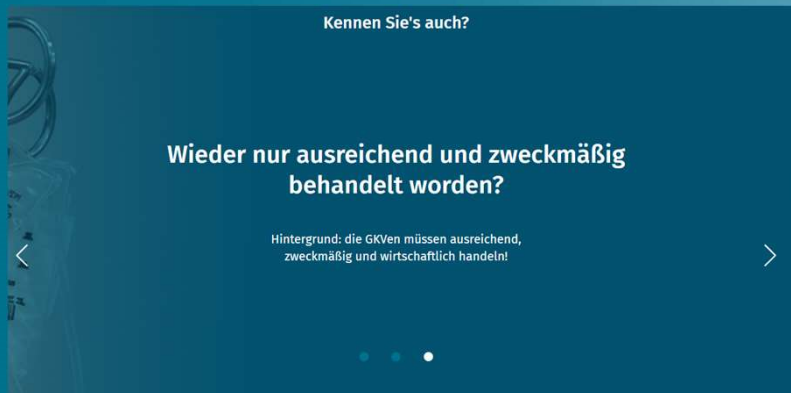 Kennen Sie's auch?
Wieder nur ausreichend und zweckmäßig
behandelt worden?
Hintergrund: die GKVen müssen ausreichend,
zweckmäßig und wirtschaftlich handeln!